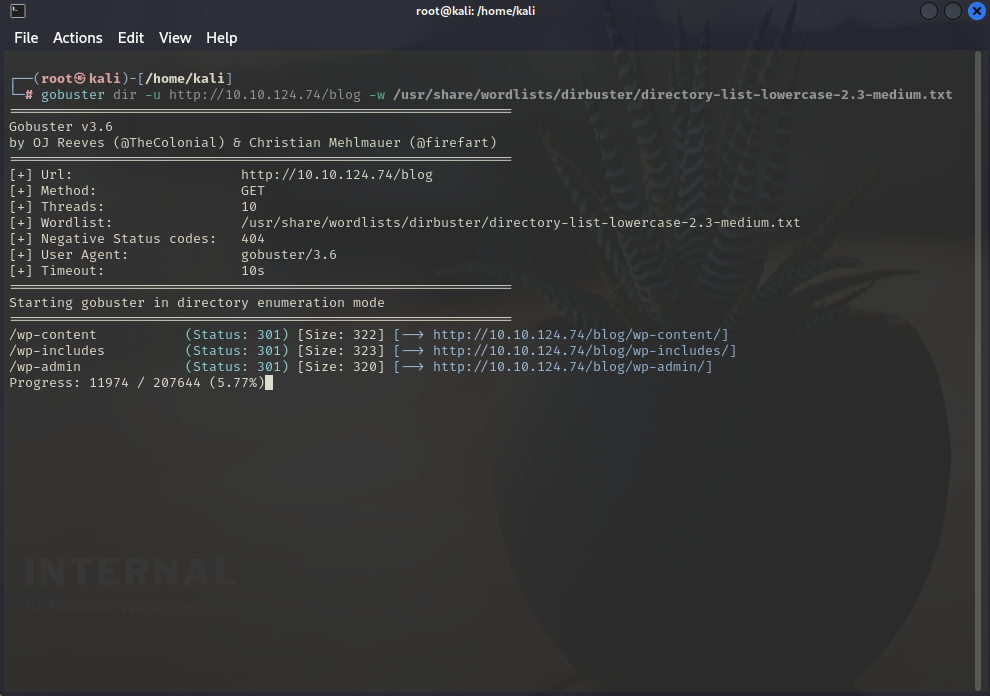 root@kali: /home/kali
File Actions Edit View Help
┌──(root㉿kali)-[/home/kali]
└─# gobuster dir -u http://10.10.124.74/blog -w /usr/share/wordlists/dirbuster/directory-list-lowercase-2.3-medium.txt
===============================================================
Gobuster v3.6
by OJ Reeves (@TheColonial) & Christian Mehlmauer (@firefart)
===============================================================
[+] Url: http://10.10.124.74/blog
[+] Method: GET
[+] Threads: 10
[+] Wordlist: /usr/share/wordlists/dirbuster/directory-list-lowercase-2.3-medium.txt
[+] Negative Status codes: 404
[+] User Agent: gobuster/3.6
[+] Timeout: 10s
===============================================================
Starting gobuster in directory enumeration mode
===============================================================
/wp-content (Status: 301) [Size: 322] [--> http://10.10.124.74/blog/wp-content/]
/wp-includes (Status: 301) [Size: 323] [--> http://10.10.124.74/blog/wp-includes/]
/wp-admin (Status: 301) [Size: 320] [--> http://10.10.124.74/blog/wp-admin/]
Progress: 11974 / 207644 (5.77%)
INTERNAL
Just another WordPress site